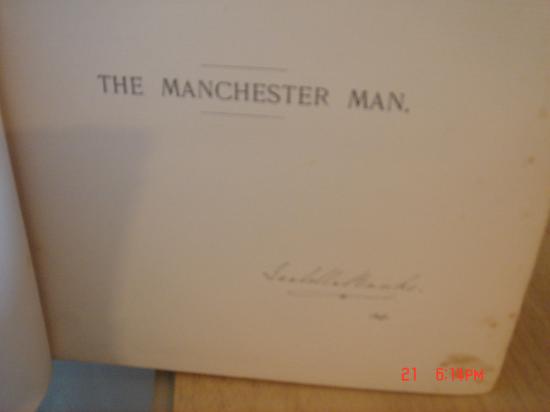 THE MANCHESTER MAN.
Isabella Banks.
21 6:14PM